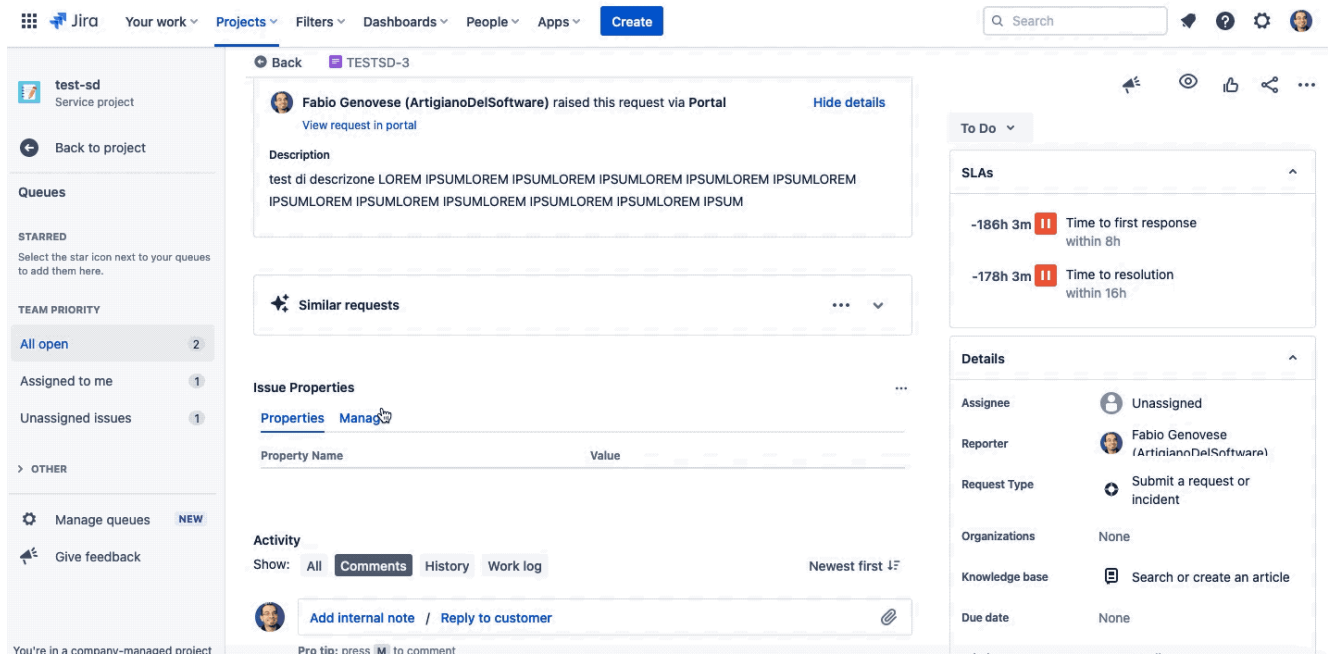 Jira Your work Projects Filters Dashboards People Apps Create Search
test-sd
Service project
Back to project
Queues
STARRED
Select the star icon next to your queues
to add them here.
TEAM PRIORITY
All open 2
Assigned to me 1
Unassigned issues 1
OTHER
Manage queues NEW
Give feedback
You're in a company-managed project
Back TESTSD-3
Fabio Genovese (ArtigianoDelSoftware) raised this request via Portal Hide details
View request in portal
Description
test di descrizone LOREM IPSUMLOREM IPSUMLOREM IPSUMLOREM IPSUMLOREM IPSUMLOREM
IPSUMLOREM IPSUMLOREM IPSUMLOREM IPSUMLOREM IPSUMLOREM IPSUM
Similar requests
Issue Properties
Properties Manag
Property Name Value
Activity
Show: All Comments History Work log Newest first
Add internal note / Reply to customer
Pro tip: press M to comment
To Do
SLAs
-186h 3m Time to first response
within 8h
-178h 3m Time to resolution
within 16h
Details
Assignee Unassigned
Reporter Fabio Genovese
(ArtigianoDelSoftware)
Request Type Submit a request or
incident
Organizations None
Knowledge base Search or create an article
Due date None